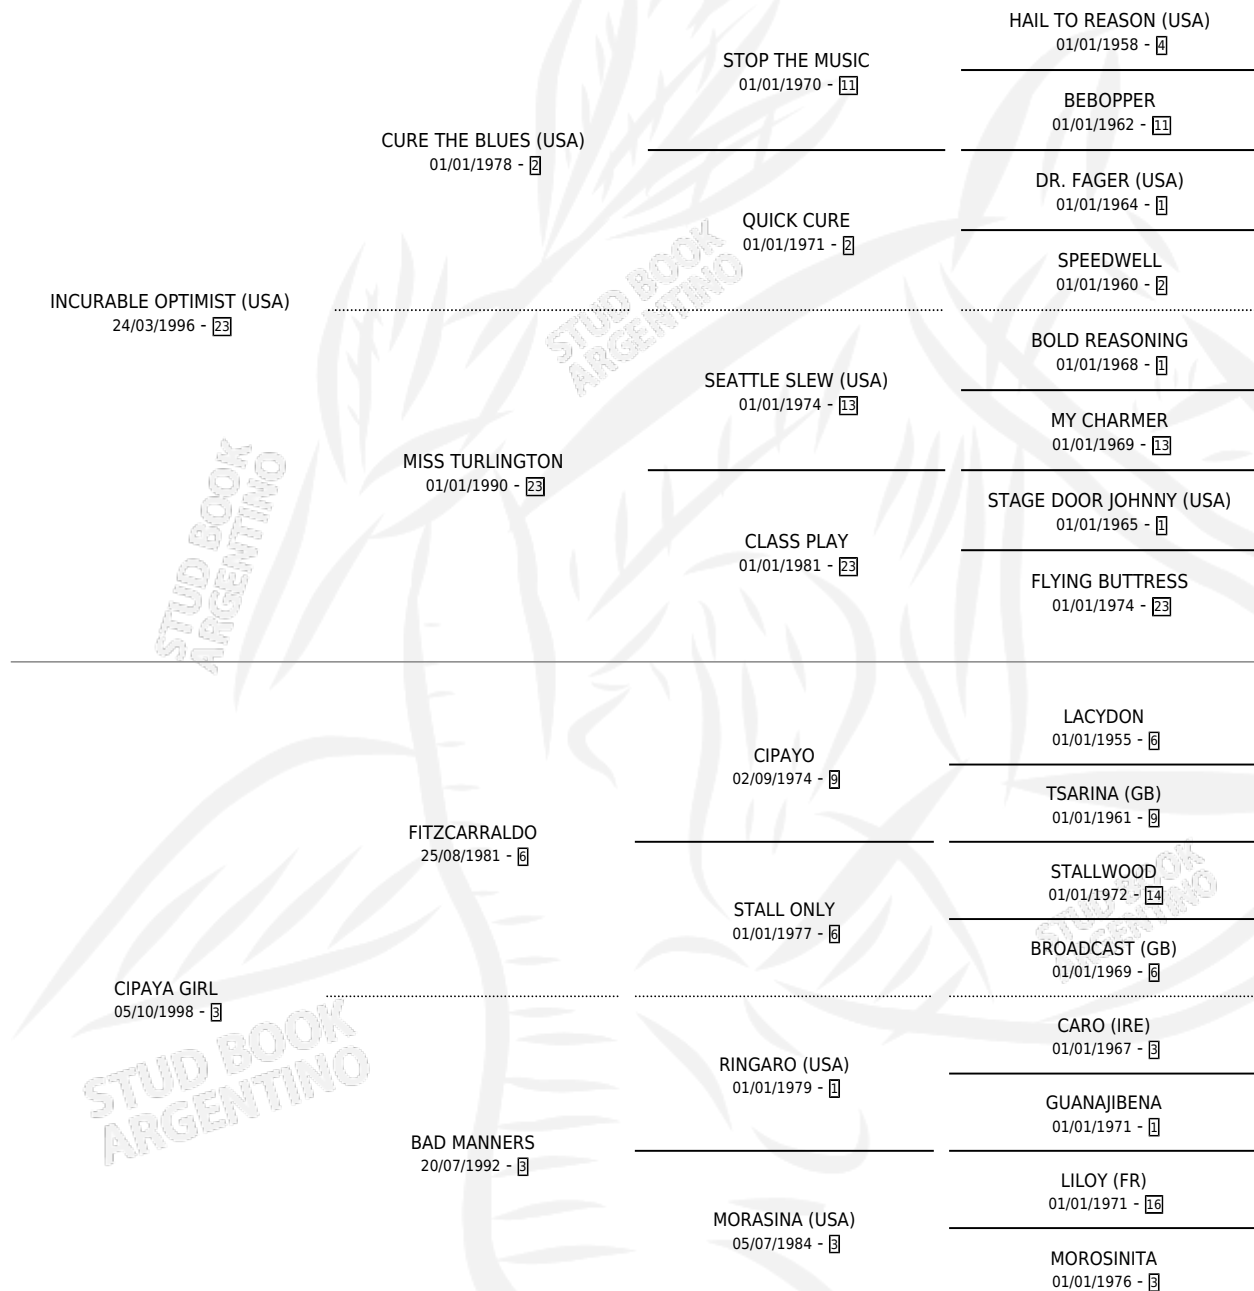 HAIL TO REASON (USA)
01/01/1958 - 4
STOP THE MUSIC
01/01/1970 - 11
BEBOPPER
01/01/1962 - 11
CURE THE BLUES (USA)
01/01/1978 - 2
DR. FAGER (USA)
01/01/1964 - 1
QUICK CURE
01/01/1971 - 2
SPEEDWELL
01/01/1960 - 2
INCURABLE OPTIMIST (USA)
24/03/1996 - 23
BOLD REASONING
01/01/1968 - 1
SEATTLE SLEW (USA)
01/01/1974 - 13
MY CHARMER
01/01/1969 - 13
MISS TURLINGTON
01/01/1990 - 23
STAGE DOOR JOHNNY (USA)
01/01/1965 - 1
CLASS PLAY
01/01/1981 - 23
FLYING BUTTRESS
01/01/1974 - 23
LACYDON
01/01/1955 - 6
CIPAYO
02/09/1974 - 9
TSARINA (GB)
01/01/1961 - 9
FITZCARRALDO
25/08/1981 - 6
STALLWOOD
01/01/1972 - 14
STALL ONLY
01/01/1977 - 6
BROADCAST (GB)
01/01/1969 - 6
CIPAYA GIRL
05/10/1998 - 3
CARO (IRE)
01/01/1967 - 3
RINGARO (USA)
01/01/1979 - 1
GUANAJIBENA
01/01/1971 - 1
BAD MANNERS
20/07/1992 - 3
LILOY (FR)
01/01/1971 - 16
MORASINA (USA)
05/07/1984 - 3
MOROSINITA
01/01/1976 - 3
STUD BOOK
ARGENTINO
STUD BOOK
ARGENTINO
STUD BOOK
ARGENTINO
STUD BOOK
ARGENTINO